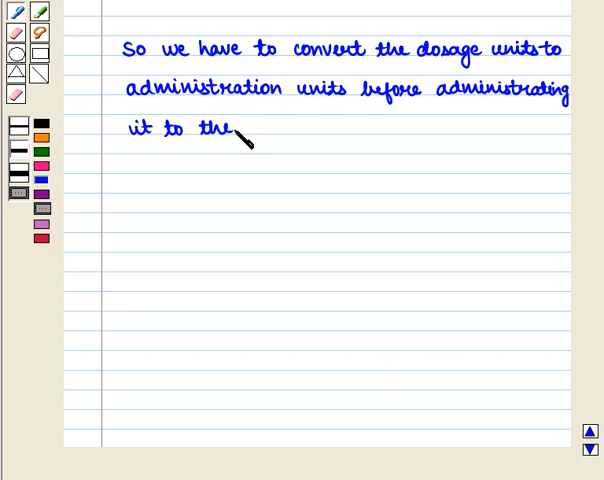 So we have to convert the dosage units to
administration units before administrating
it to the